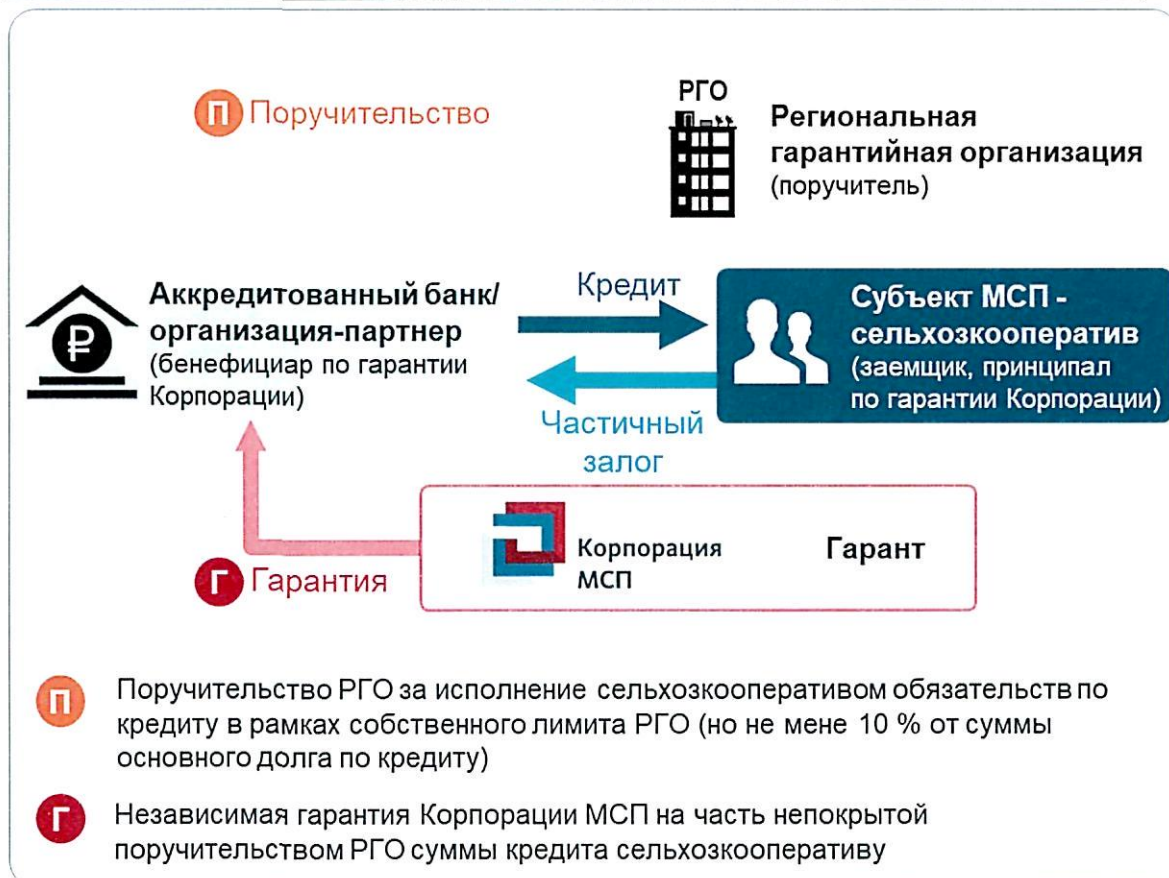 П Поручительство
РГО
Региональная
гарантийная организация
(поручитель)
₽
Аккредитованный банк/
организация-партнер
(бенефициар по гарантии
Корпорации)
Кредит
Частичный
залог
Субъект МСП -
сельхозкооператив
(заемщик, принципал
по гарантии Корпорации)
Г Гарантия
Корпорация
МСП
Гарант
П Поручительство РГО за исполнение сельхозкооперативом обязательств по
кредиту в рамках собственного лимита РГО (но не мене 10 % от суммы
основного долга по кредиту)
Г Независимая гарантия Корпорации МСП на часть непокрытой
поручительством РГО суммы кредита сельхозкооперативу